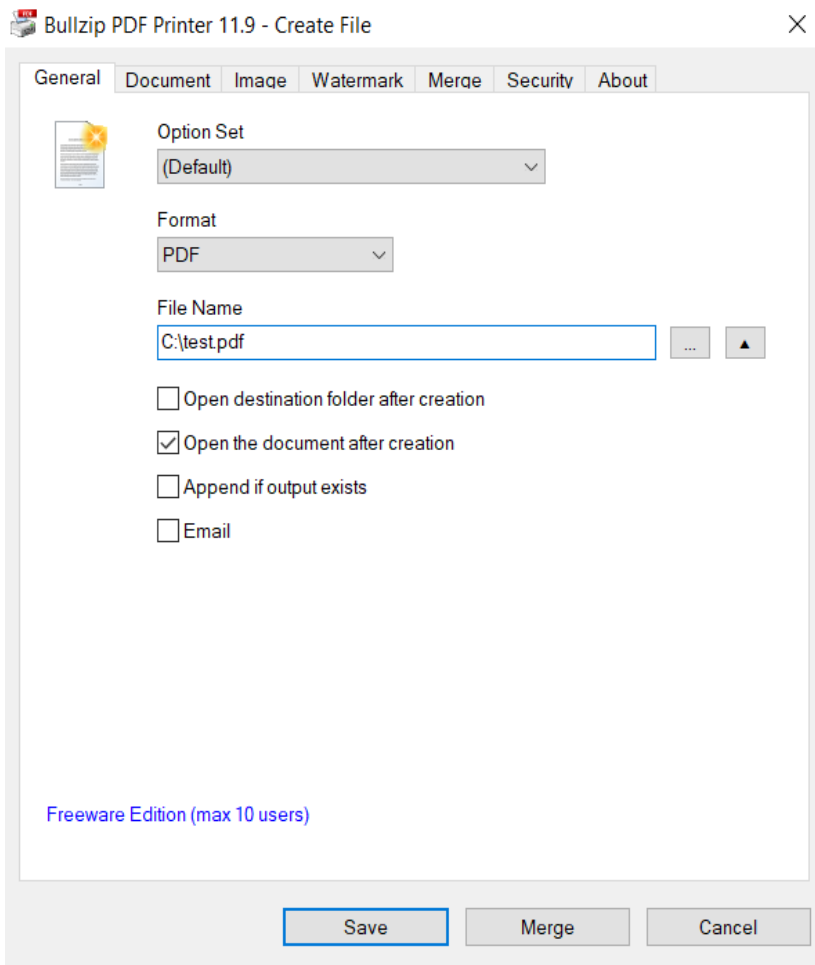 Bullzip PDF Printer 11.9 - Create File
General Document Image Watermark Merge Security About
Option Set
(Default)
Format
PDF
File Name
C:\test.pdf
... ▲
Open destination folder after creation
Open the document after creation
Append if output exists
Email
Freeware Edition (max 10 users)
Save Merge Cancel